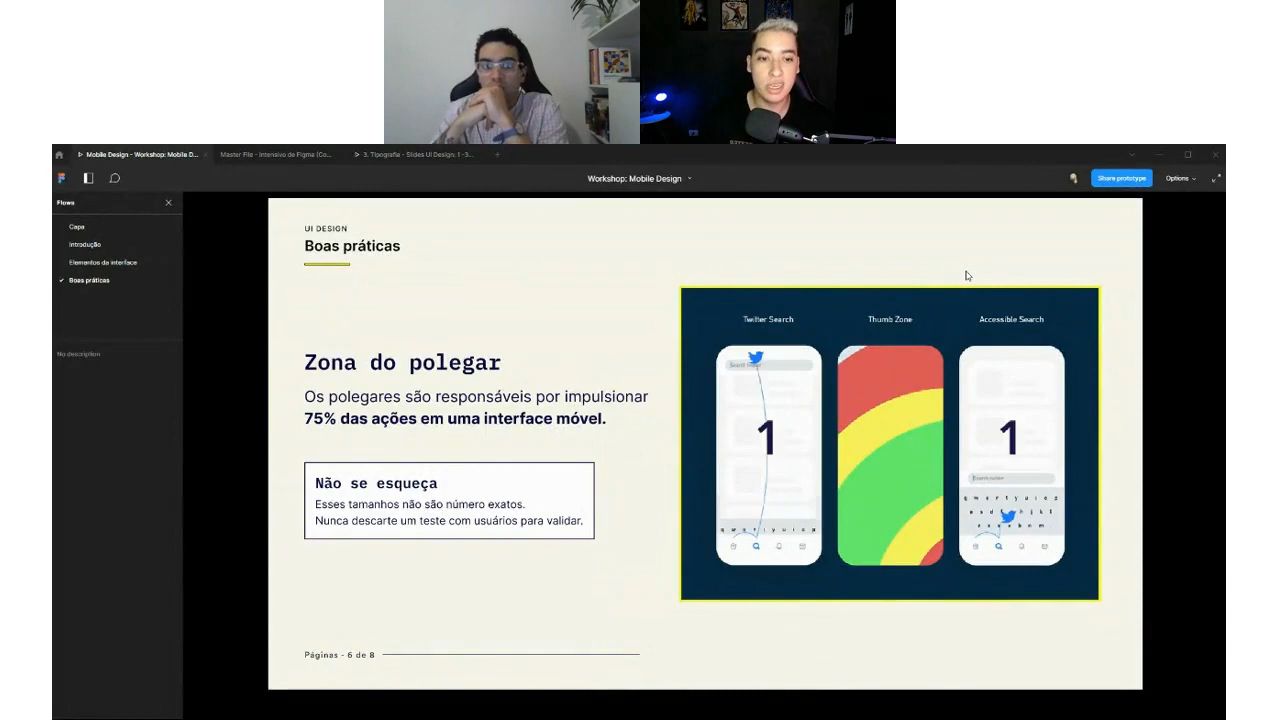 Mobile Design - Workshop: Mobile D...
Master File - Intensivo de Figma (Co...
3. Tipografia - Slides UI Design: 1 -3...
Workshop: Mobile Design
Share prototype
Options
Flows
Capa
Introdução
Elementos da interface
Boas práticas
No description
UI DESIGN
Boas práticas
Zona do polegar
Os polegares são responsáveis por impulsionar
75% das ações em uma interface móvel.
Não se esqueça
Esses tamanhos não são número exatos.
Nunca descarte um teste com usuários para validar.
Páginas - 6 de 8
Twitter Search
Thumb Zone
Accessible Search
1
1